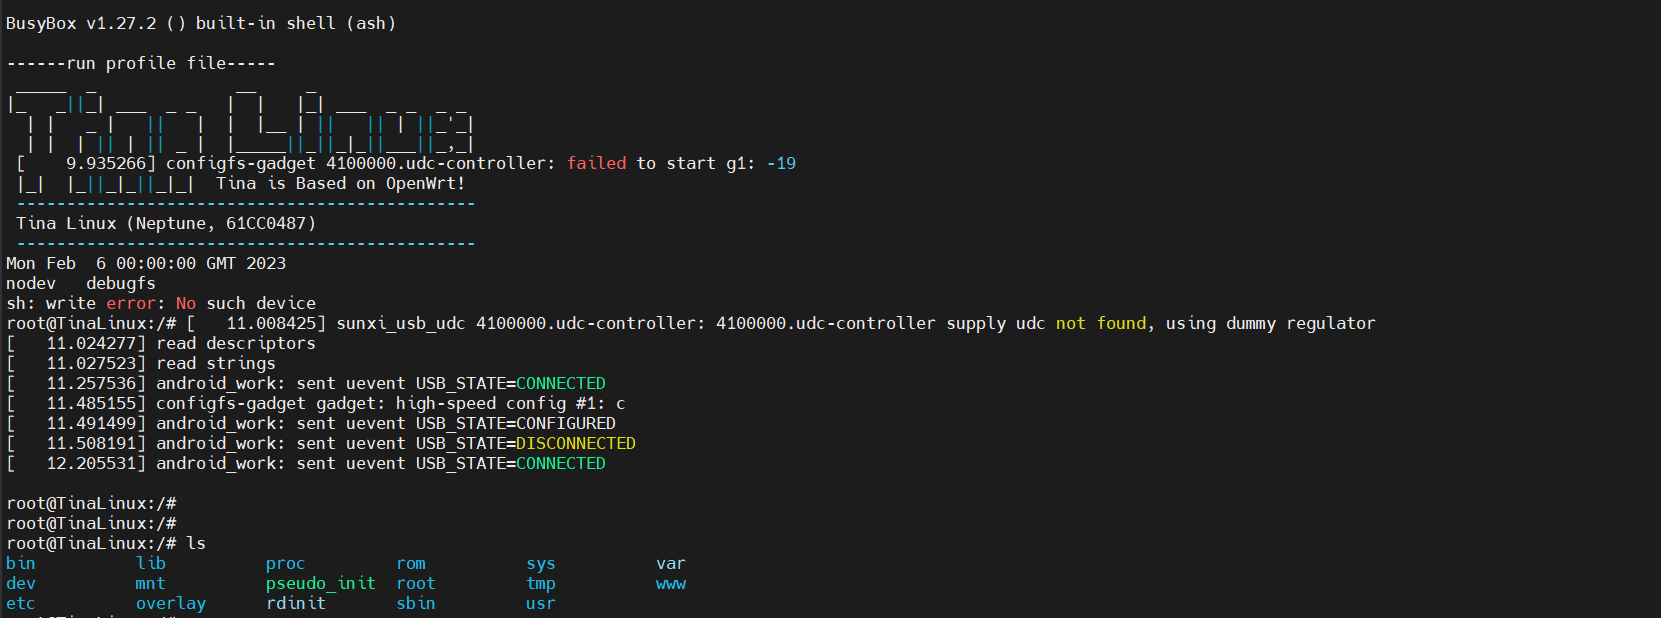 BusyBox v1.27.2 () built-in shell (ash)
------run profile file-----
 _____  _              __     _
|_   _||_| ___  _ _   |  |   |_| ___  _ _  _ _
  | |   _ |   ||   |  |  |__ | ||   || | ||_'_|
  | |  | || | || _ |  |_____||_||_|_||___||_,_|
 [    9.935266] configfs-gadget 4100000.udc-controller: failed to start g1: -19
 |_|  |_||_|_||_|_|  Tina is Based on OpenWrt!
 ----------------------------------------------
 Tina Linux (Neptune, 61CC0487)
 ----------------------------------------------
Mon Feb  6 00:00:00 GMT 2023
nodev   debugfs
sh: write error: No such device
root@TinaLinux:/# [   11.008425] sunxi_usb_udc 4100000.udc-controller: 4100000.udc-controller supply udc not found, using dummy regulator
[   11.024277] read descriptors
[   11.027523] read strings
[   11.257536] android_work: sent uevent USB_STATE=CONNECTED
[   11.485155] configfs-gadget gadget: high-speed config #1: c
[   11.491499] android_work: sent uevent USB_STATE=CONFIGURED
[   11.508191] android_work: sent uevent USB_STATE=DISCONNECTED
[   12.205531] android_work: sent uevent USB_STATE=CONNECTED
root@TinaLinux:/#
root@TinaLinux:/#
root@TinaLinux:/# ls
bin          lib          proc         rom          sys          var
dev          mnt          pseudo_init  root         tmp          www
etc          overlay      rdinit       sbin         usr